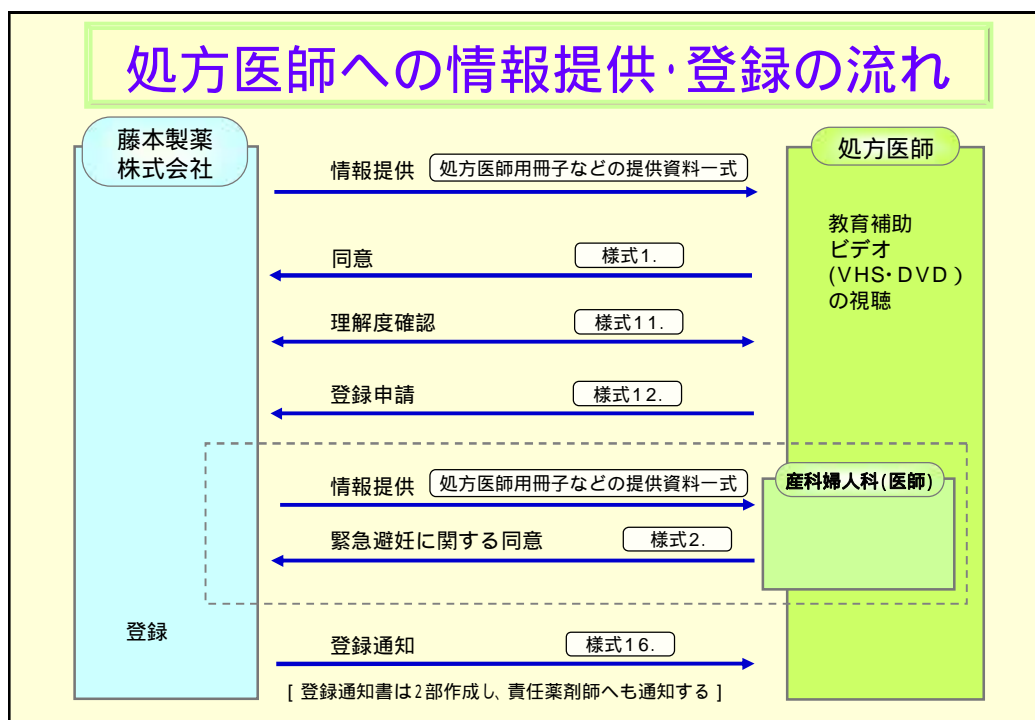 処方医師への情報提供・登録の流れ
藤本製薬
株式会社
処方医師
情報提供 処方医師用冊子などの提供資料一式
教育補助
ビデオ
(VHS・DVD)
の視聴
同意 様式1.
理解度確認 様式11.
登録申請 様式12.
産科婦人科(医師)
情報提供 処方医師用冊子などの提供資料一式
緊急避妊に関する同意 様式2.
登録
登録通知 様式16.
[ 登録通知書は2部作成し、責任薬剤師へも通知する ]